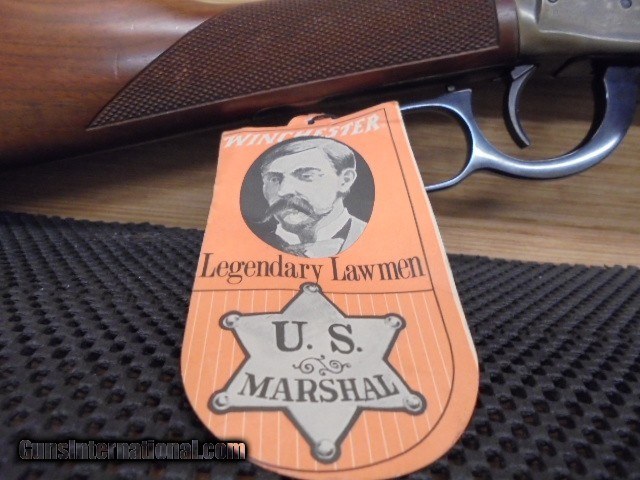 WINCHESTER
Legendary Lawmen
U. S.
MARSHAL
GunsInternational.com